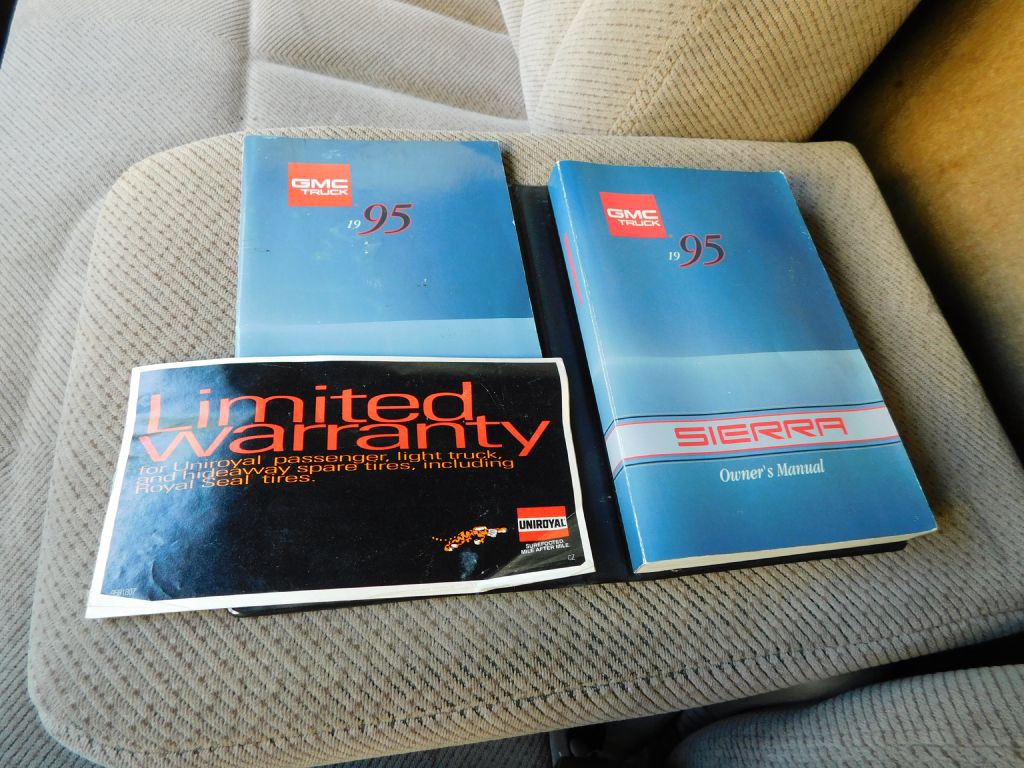 GMC
TRUCK
19 95
GMC
TRUCK
19 95
SIERRA
Owner's Manual
Limited
warranty
for Uniroyal passenger, light truck,
and hideaway spare tires, including
Royal Seal tires.
UNIROYAL
SUREFOOTED
MILE AFTER MILE.
CZ